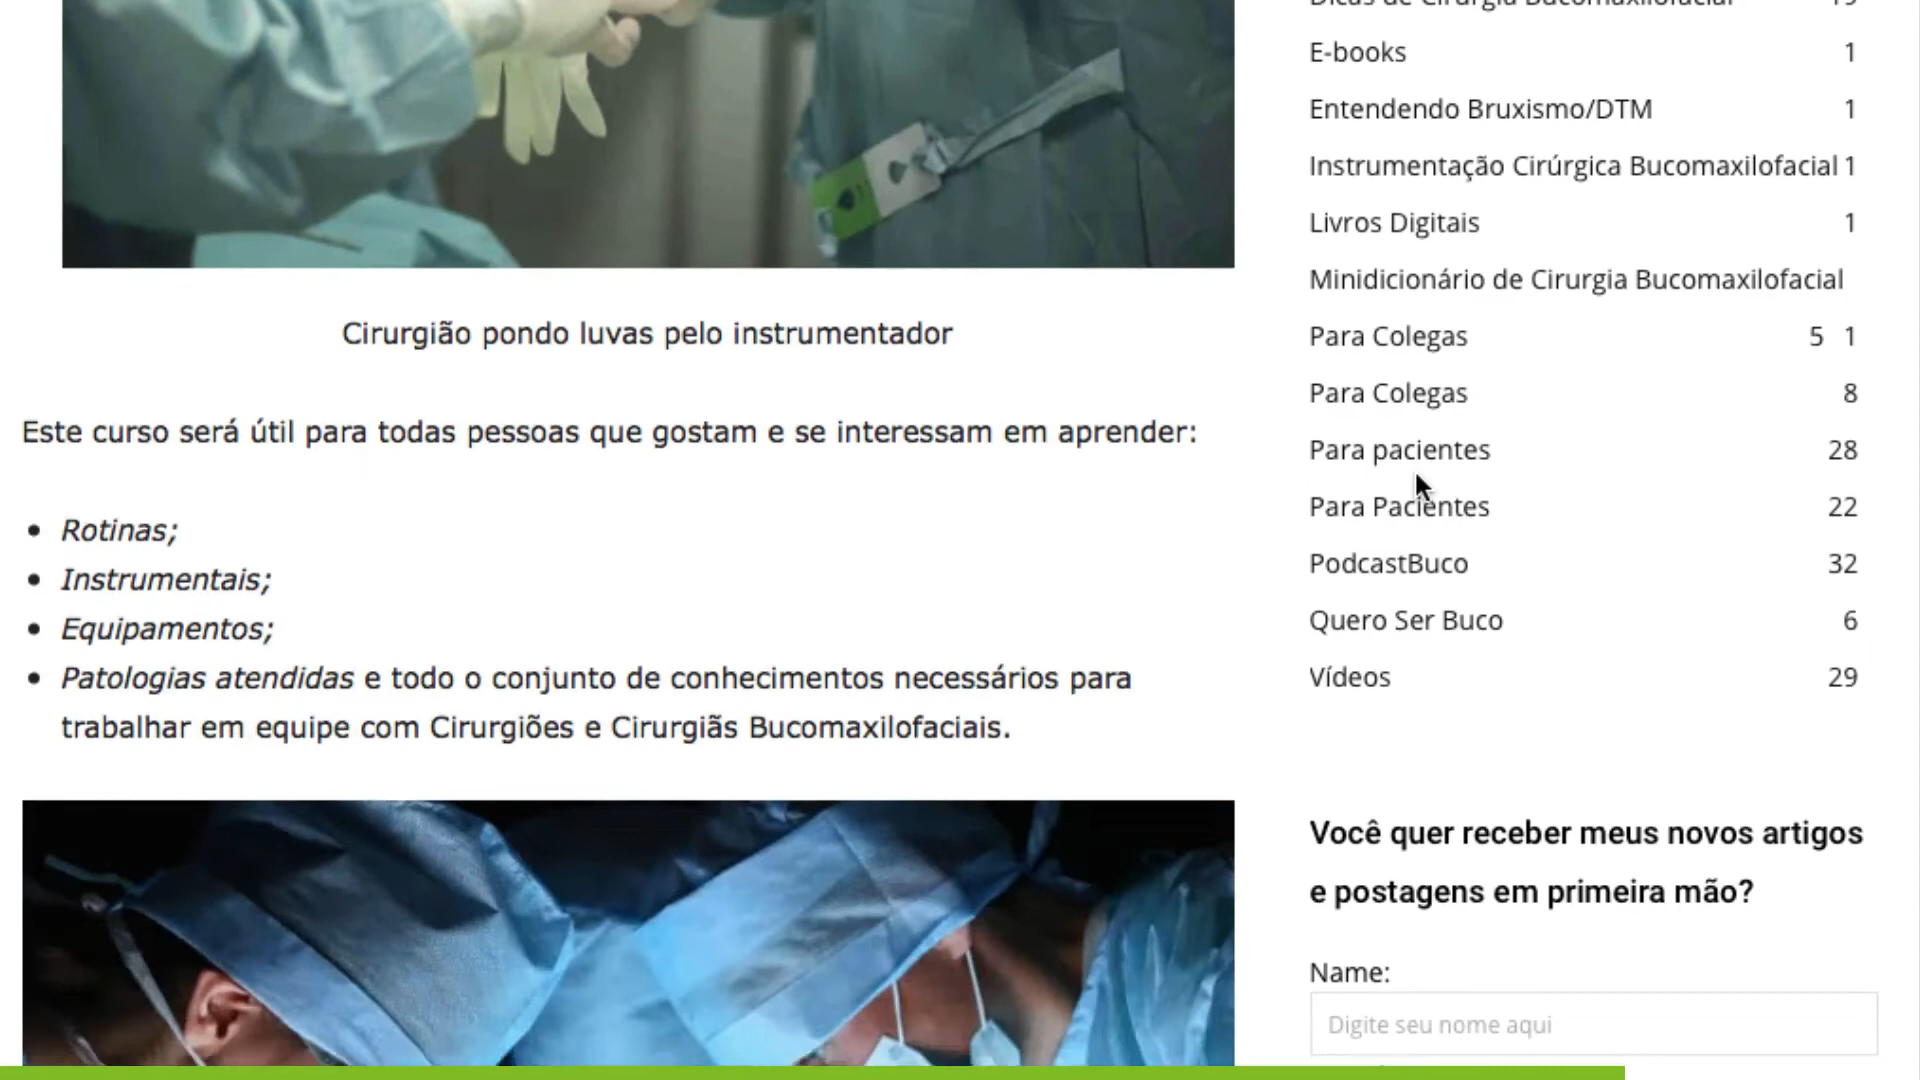 Cirurgião pondo luvas pelo instrumentador
Este curso será útil para todas pessoas que gostam e se interessam em aprender:
• Rotinas;
• Instrumentais;
• Equipamentos;
• Patologias atendidas e todo o conjunto de conhecimentos necessários para
trabalhar em equipe com Cirurgiões e Cirurgiãs Bucomaxilofaciais.
Dicas de Cirurgia Bucomaxilofacial 19
E-books 1
Entendendo Bruxismo/DTM 1
Instrumentação Cirúrgica Bucomaxilofacial 1
Livros Digitais 1
Minidicionário de Cirurgia Bucomaxilofacial
Para Colegas 5 1
Para Colegas 8
Para pacientes 28
Para Pacientes 22
PodcastBuco 32
Quero Ser Buco 6
Vídeos 29
Você quer receber meus novos artigos
e postagens em primeira mão?
Name:
Digite seu nome aqui